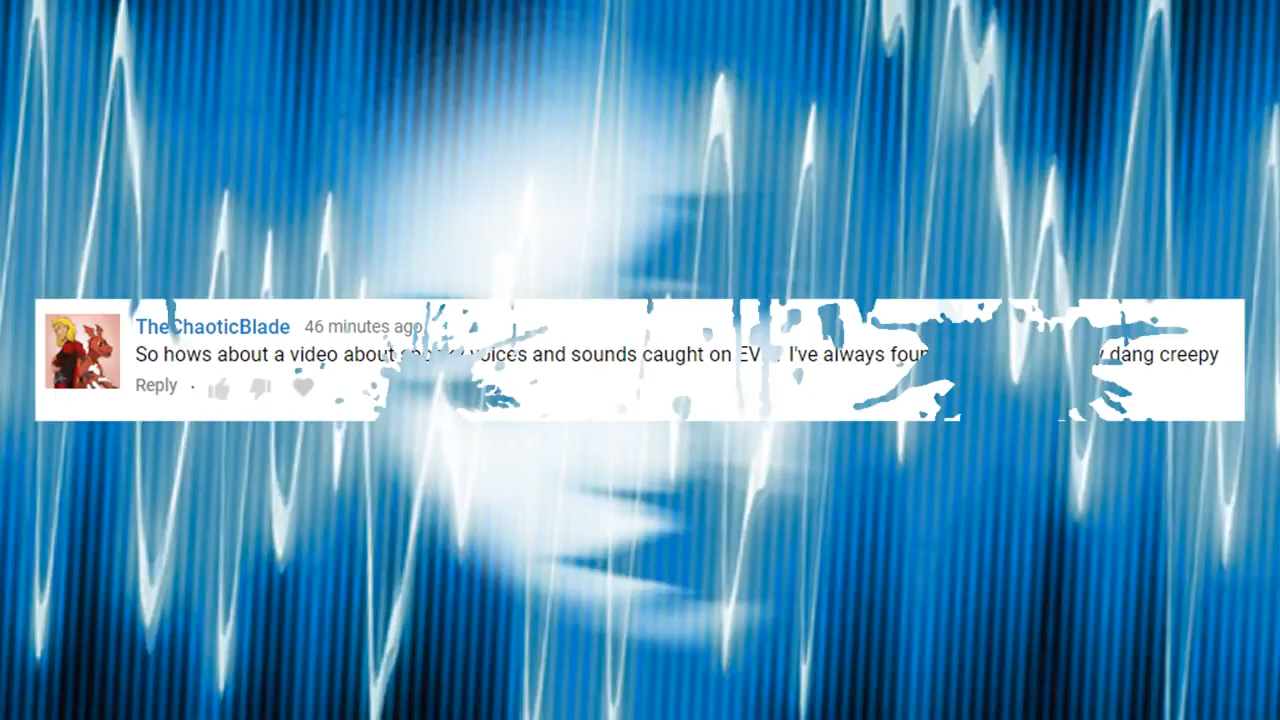 TheChaoticBlade 46 minutes ago
So hows about a video about voices and sounds caught on I've always dang creepy
Reply ·